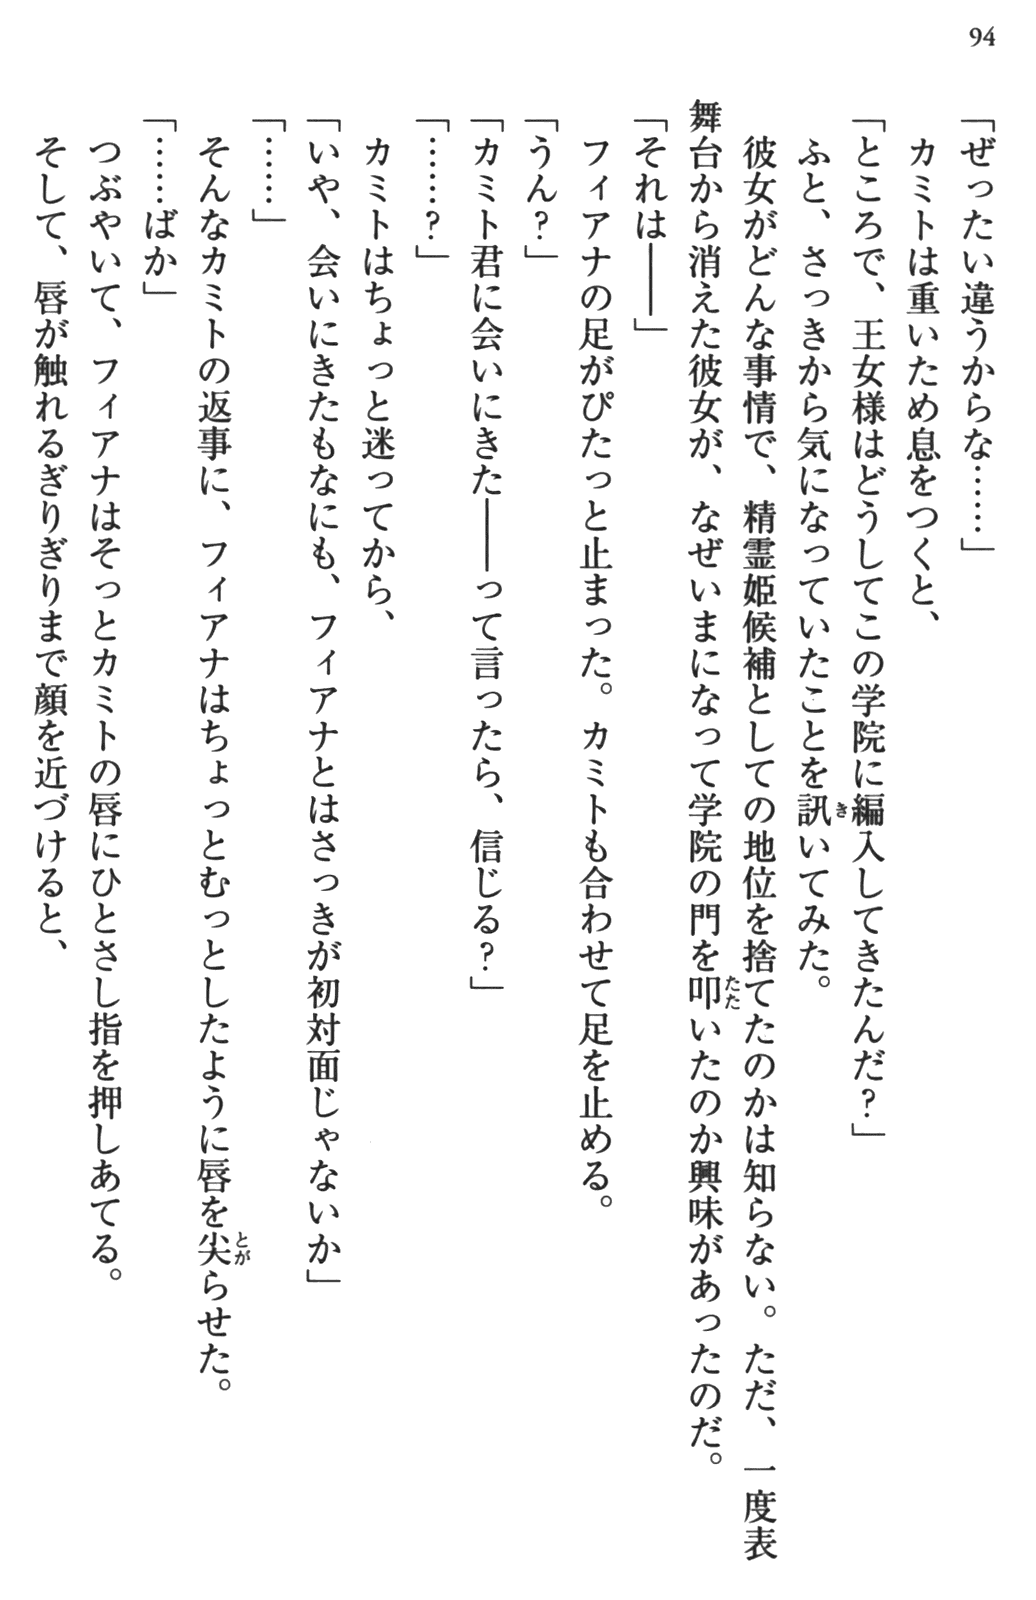 94
「ぜったい違うからな……」
カミトは重いため息をつくと、
「ところで、王女様はどうしてこの学院に編入してきたんだ?」
ふと、さっきから気になっていたことを訊いてみた。
彼女がどんな事情で、精霊姫候補としての地位を捨てたのかは知らない。ただ、一度表
舞台から消えた彼女が、なぜいまになって学院の門を叩いたのか興味があったのだ。
「それは――」
フィアナの足がぴたっと止まった。カミトも合わせて足を止める。
「うん?」
「カミト君に会いにきた――って言ったら、信じる?」
「……?」
カミトはちょっと迷ってから、
「いや、会いにきたもなにも、フィアナとはさっきが初対面じゃないか」
「……」
そんなカミトの返事に、フィアナはちょっとむっとしたように唇を尖らせた。
「……ばか」
つぶやいて、フィアナはそっとカミトの唇にひとさし指を押しあてる。
そして、唇が触れるぎりぎりまで顔を近づけると、